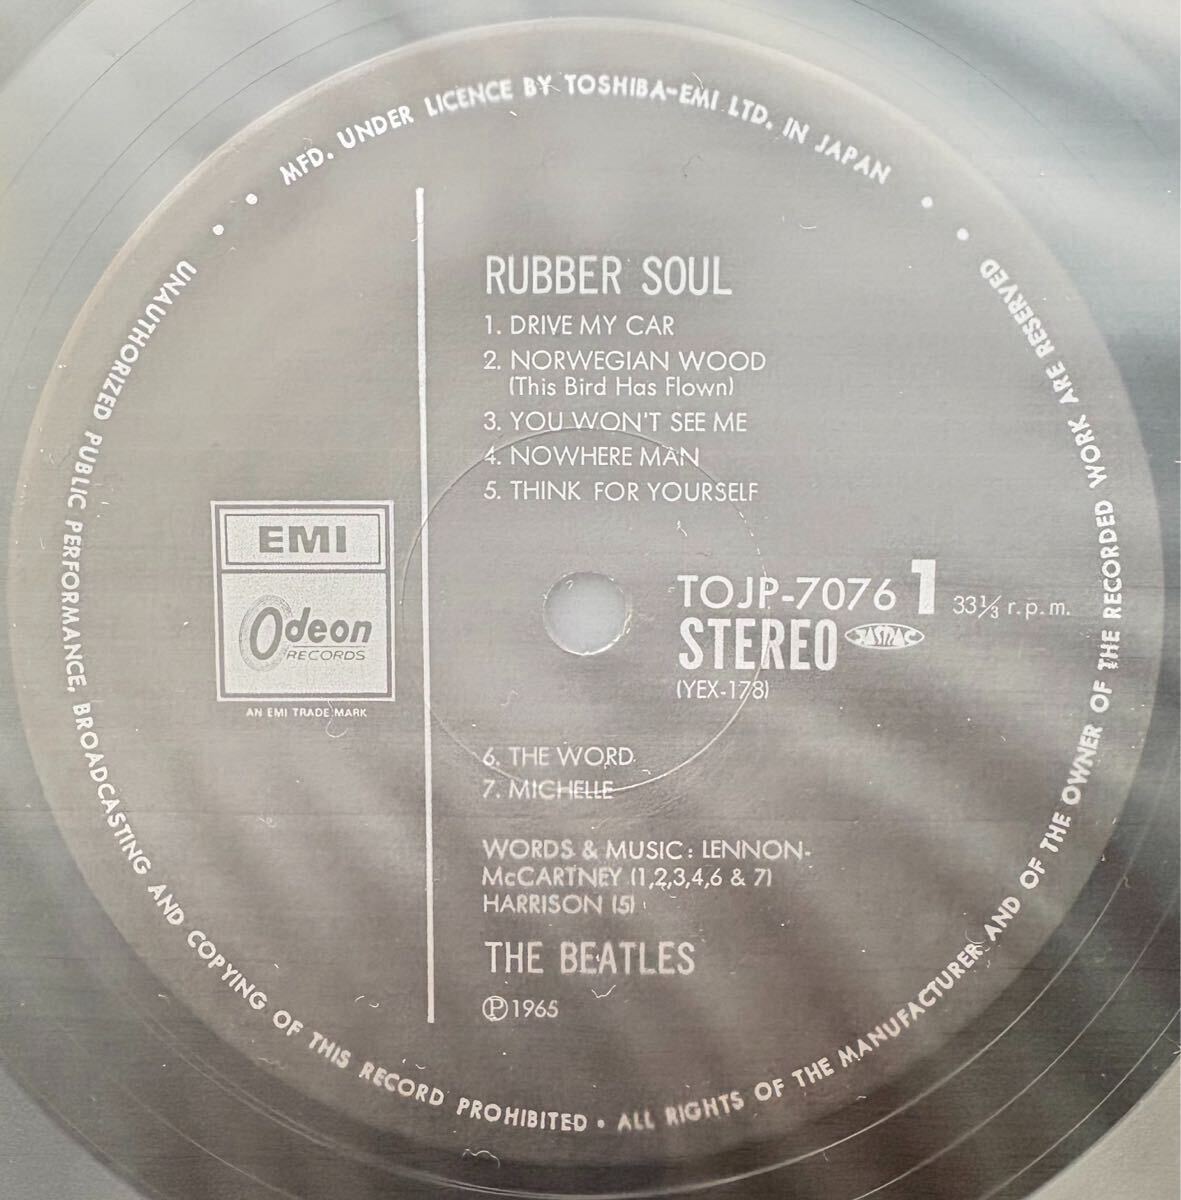 MFD. UNDER LICENCE BY TOSHIBA-EMI LTD. IN JAPAN
RUBBER SOUL
1. DRIVE MY CAR
2. NORWEGIAN WOOD
(This Bird Has Flown)
3. YOU WON'T SEE ME
4. NOWHERE MAN
5. THINK FOR YOURSELF
EMI
Odeon
RECORDS
AN EMI TRADE MARK
TOJP-7076 1 33⅓ r.p.m.
STEREO
(YEX-178)
6. THE WORD
7. MICHELLE
WORDS & MUSIC: LENNON-
McCARTNEY (1,2,3,4,6 & 7)
HARRISON (5)
THE BEATLES
Ⓟ1965
UNAUTHORIZED PUBLIC PERFORMANCE, BROADCASTING AND COPYING OF THIS RECORD PROHIBITED • ALL RIGHTS OF THE MANUFACTURER AND OF THE OWNER OF THE RECORDED WORK ARE RESERVED